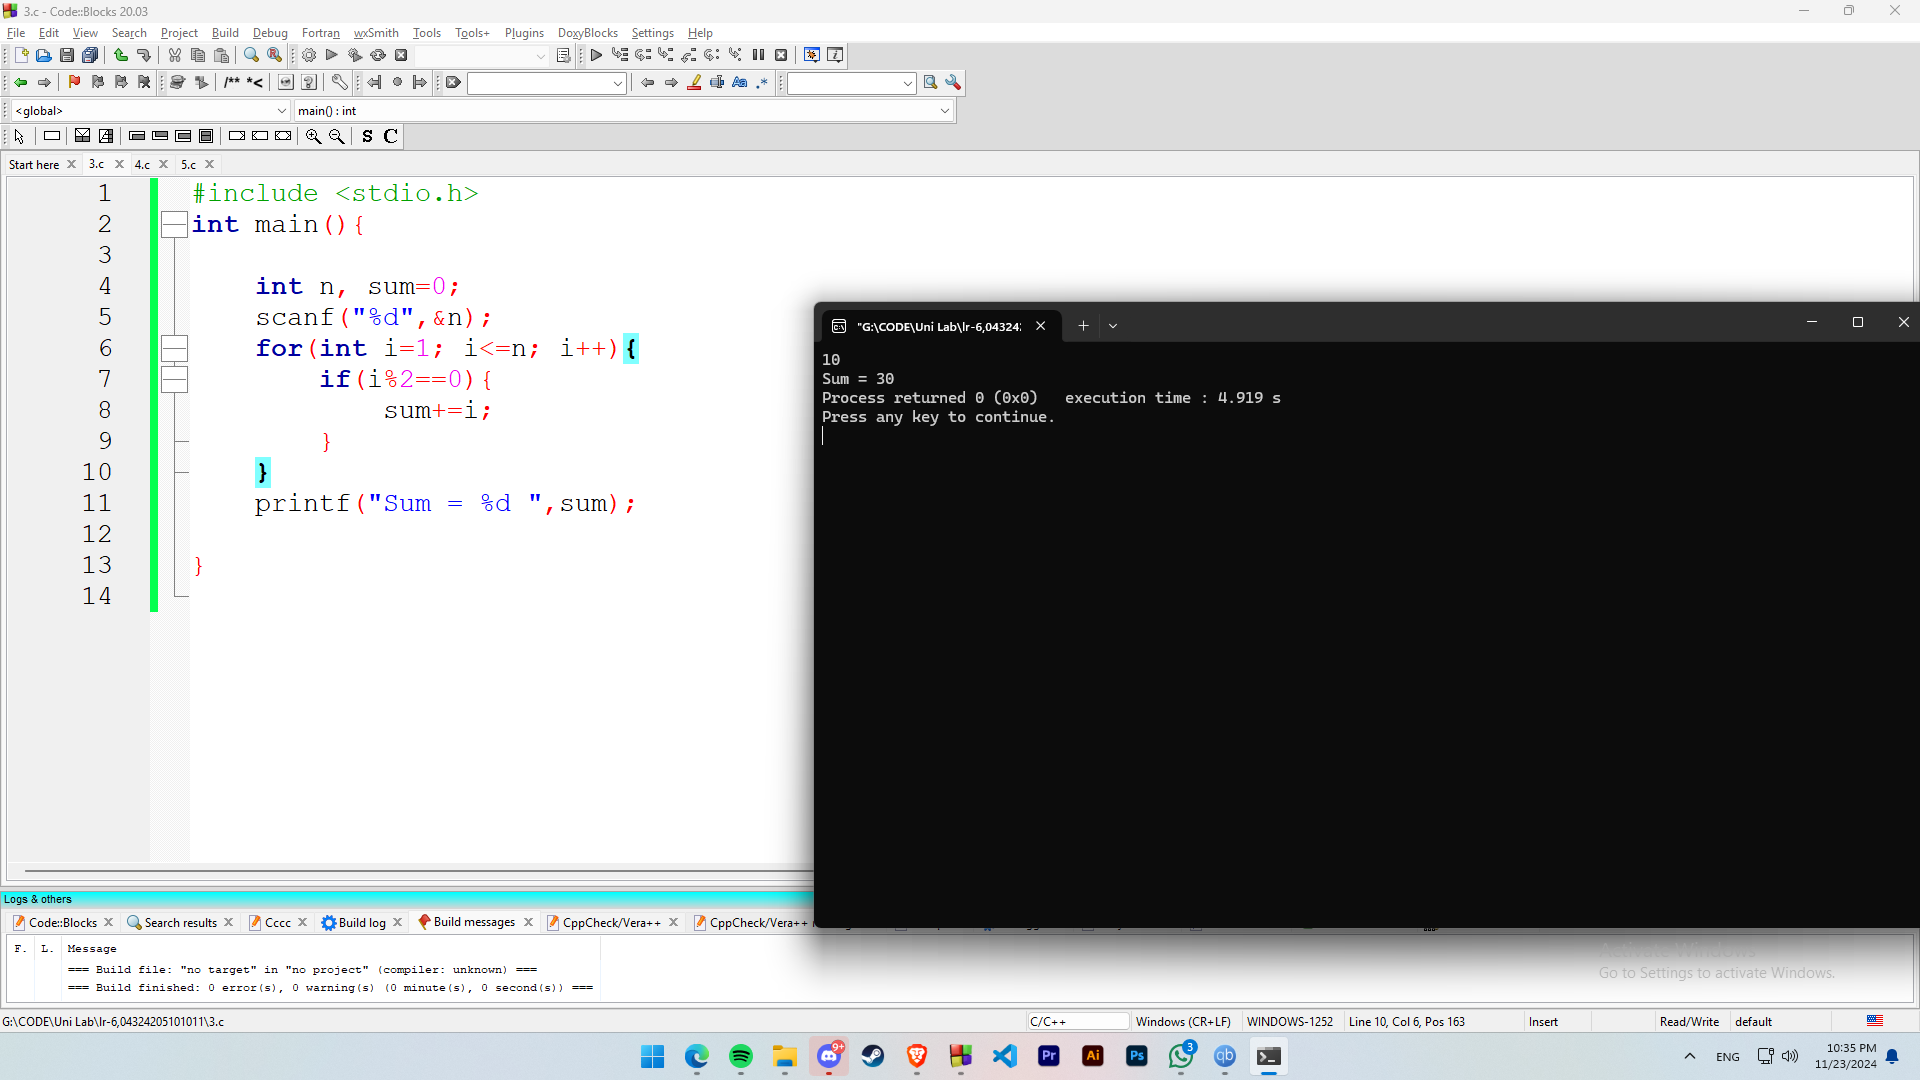 3.c - Code::Blocks 20.03
File Edit View Search Project Build Debug Fortran wxSmith Tools Tools+ Plugins DoxyBlocks Settings Help
/** *<
Aa .*
<global> main() : int
S C
Start here 3.c 4.c 5.c
1 #include <stdio.h>
2 int main(){
3
4 int n, sum=0;
5 scanf("%d",&n);
6 for(int i=1; i<=n; i++){
7 if(i%2==0){
8 sum+=i;
9 }
10 }
11 printf("Sum = %d ",sum);
12
13 }
14
"G:\CODE\Uni Lab\lr-6,04324:
10
Sum = 30
Process returned 0 (0x0)   execution time : 4.919 s
Press any key to continue.
Logs & others
Code::Blocks Search results Cccc Build log Build messages CppCheck/Vera++ CppCheck/Vera++
F. L. Message
=== Build file: "no target" in "no project" (compiler: unknown) ===
=== Build finished: 0 error(s), 0 warning(s) (0 minute(s), 0 second(s)) ===
Activate Windows
Go to Settings to activate Windows.
G:\CODE\Uni Lab\lr-6,04324205101011\3.c C/C++ Windows (CR+LF) WINDOWS-1252 Line 10, Col 6, Pos 163 Insert Read/Write default
9+ Pr Ai Ps 3 qb ENG 10:35 PM
11/23/2024